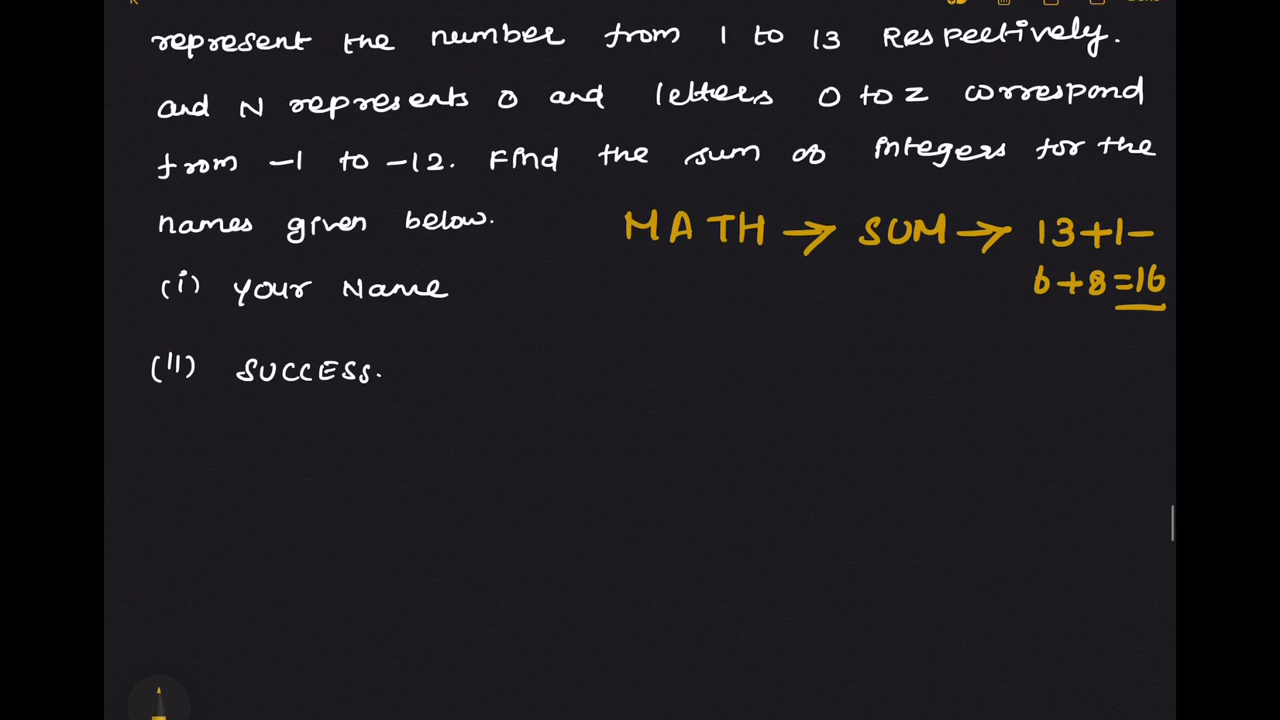 represent the number from 1 to 13 Respectively.
and N represents 0 and letters O to Z correspond
from -1 to -12. Find the sum of integers for the
names given below.
MATH → SUM → 13+1-
6+8=16
(i) your Name
(II) SUCCESS.